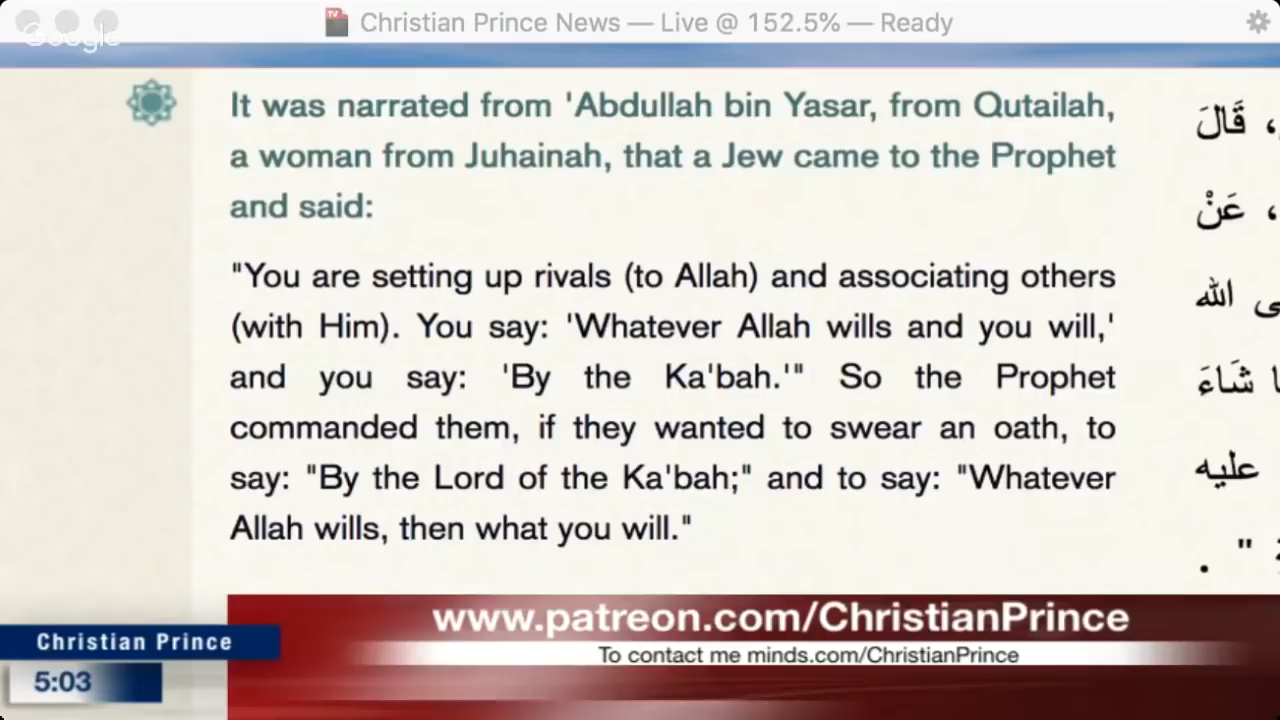 Christian Prince News — Live @ 152.5% — Ready
Google
It was narrated from 'Abdullah bin Yasar, from Qutailah,
a woman from Juhainah, that a Jew came to the Prophet
and said:
"You are setting up rivals (to Allah) and associating others
(with Him). You say: 'Whatever Allah wills and you will,'
and you say: 'By the Ka'bah.'" So the Prophet
commanded them, if they wanted to swear an oath, to
say: "By the Lord of the Ka'bah;" and to say: "Whatever
Allah wills, then what you will."
، قَالَ
، عَنْ
ى الله
شَاءَ
عليه
" .
www.patreon.com/ChristianPrince
To contact me minds.com/ChristianPrince
Christian Prince
5:03